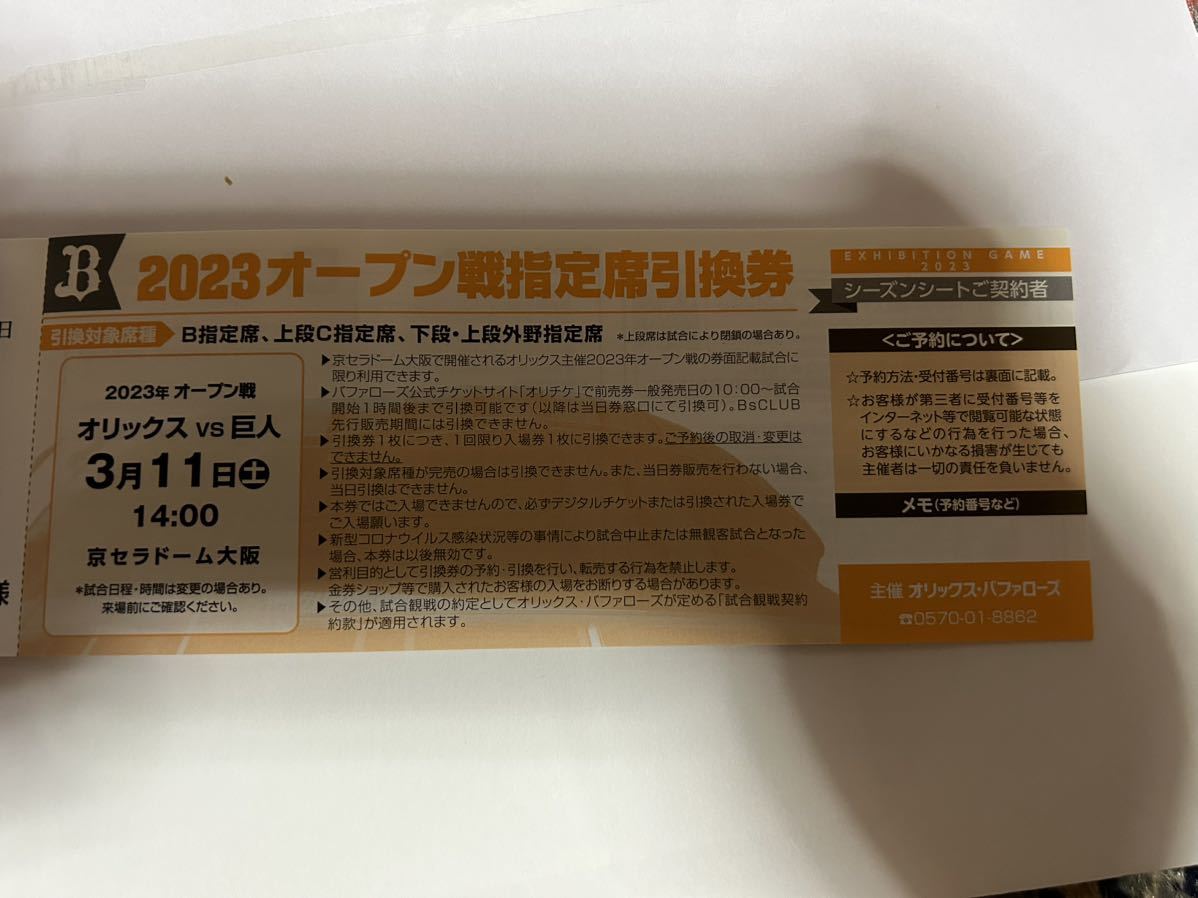 日
様
B
2023オープン戦指定席引換券
引換対象席種
B指定席、上段C指定席、下段・上段外野指定席 *上段席は試合により閉鎖の場合あり。
2023年 オープン戦
オリックス vs 巨人
3月11日土
14:00
京セラドーム大阪
*試合日程・時間は変更の場合あり。
来場前にご確認ください。
▶京セラドーム大阪で開催されるオリックス主催2023年オープン戦の券面記載試合に
限り利用できます。
▶バファローズ公式チケットサイト「オリチケ」で前売券一般発売日の10:00～試合
開始1時間後まで引換可能です(以降は当日券窓口にて引換可)。BsCLUB
先行販売期間には引換できません。
▶引換券1枚につき、1回限り入場券1枚に引換できます。ご予約後の取消・変更は
できません。
▶引換対象席種が完売の場合は引換できません。また、当日券販売を行わない場合、
当日引換はできません。
▶本券ではご入場できませんので、必ずデジタルチケットまたは引換された入場券で
ご入場願います。
▶新型コロナウイルス感染状況等の事情により試合中止または無観客試合となった
場合、本券は以後無効です。
▶営利目的として引換券の予約・引換を行い、転売する行為を禁止します。
金券ショップ等で購入されたお客様の入場をお断りする場合があります。
▶その他、試合観戦の約定としてオリックス・バファローズが定める「試合観戦契約
約款」が適用されます。
EXHIBITION GAME
2023
シーズンシートご契約者
<ご予約について>
☆予約方法・受付番号は裏面に記載。
☆お客様が第三者に受付番号等を
インターネット等で閲覧可能な状態
にするなどの行為を行った場合、
お客様にいかなる損害が生じても
主催者は一切の責任を負いません。
メモ(予約番号など)
主催 オリックス・バファローズ
☎0570-01-8862